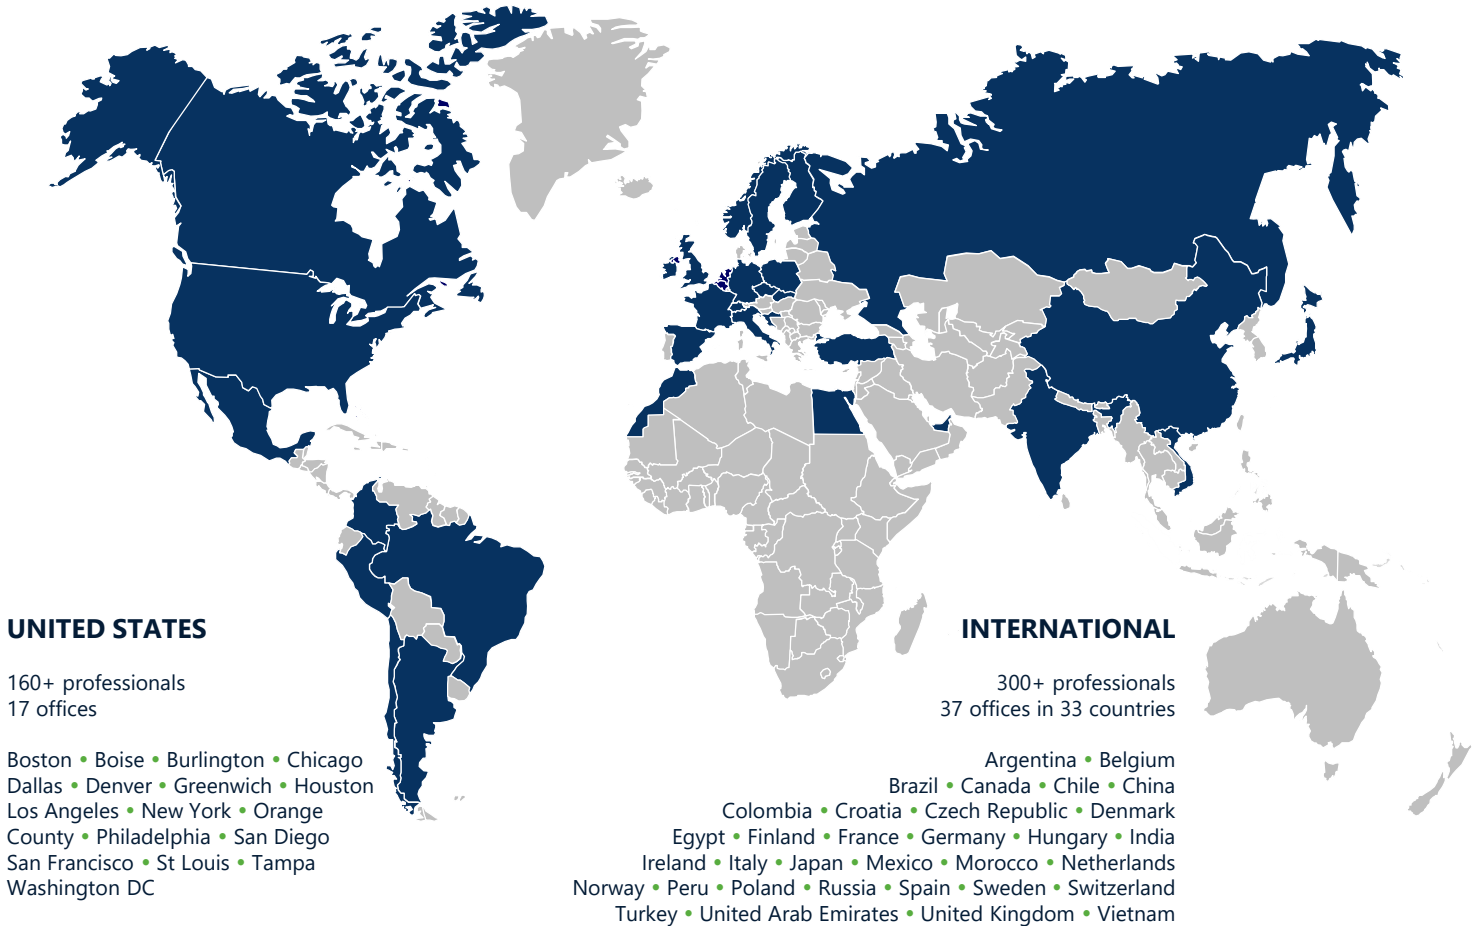 UNITED STATES
160+ professionals
17 offices
Boston • Boise • Burlington • Chicago
Dallas • Denver • Greenwich • Houston
Los Angeles • New York • Orange
County • Philadelphia • San Diego
San Francisco • St Louis • Tampa
Washington DC
INTERNATIONAL
300+ professionals
37 offices in 33 countries
Argentina • Belgium
Brazil • Canada • Chile • China
Colombia • Croatia • Czech Republic • Denmark
Egypt • Finland • France • Germany • Hungary • India
Ireland • Italy • Japan • Mexico • Morocco • Netherlands
Norway • Peru • Poland • Russia • Spain • Sweden • Switzerland
Turkey • United Arab Emirates • United Kingdom • Vietnam